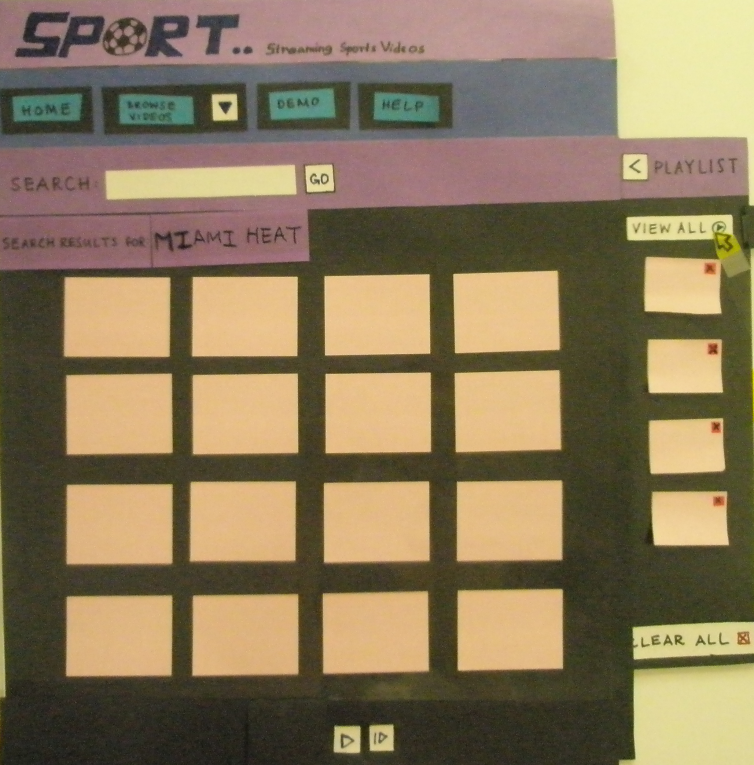 SPORT.. Streaming Sports Videos
HOME
BROWSE
VIDEOS
DEMO
HELP
SEARCH:
GO
< PLAYLIST
SEARCH RESULTS FOR MIAMI HEAT
VIEW ALL
CLEAR ALL